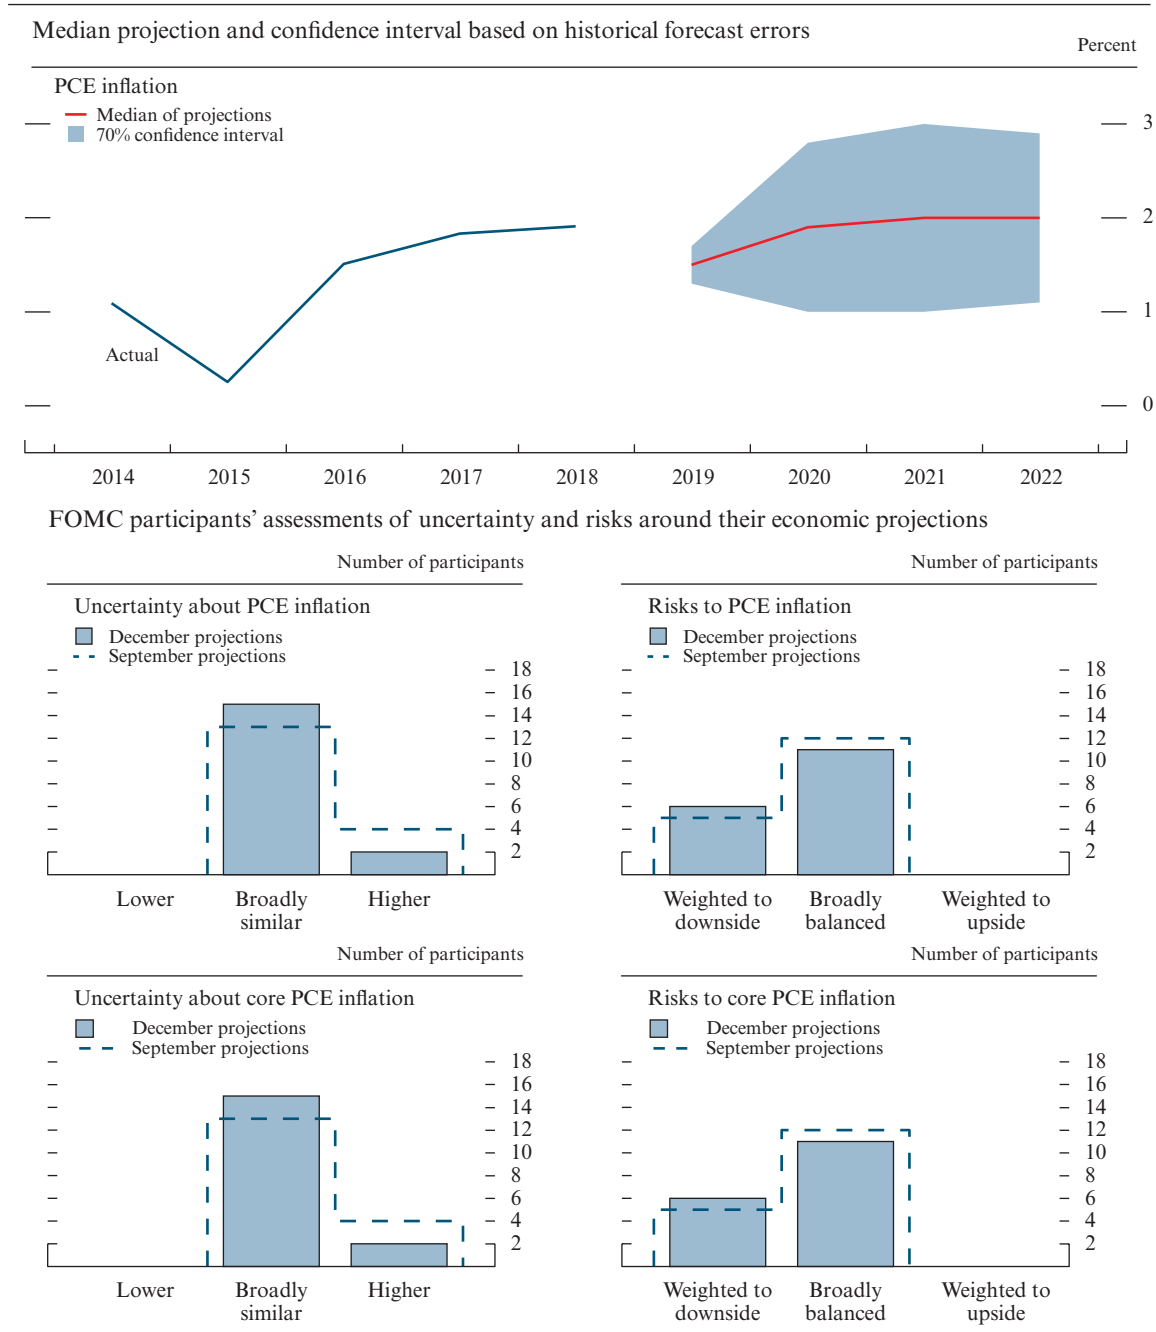 Median projection and confidence interval based on historical forecast errors
Percent
PCE inflation
Median of projections
70% confidence interval
3
2
1
0
Actual
2014 2015 2016 2017 2018 2019 2020 2021 2022
FOMC participants’ assessments of uncertainty and risks around their economic projections
Number of participants
Uncertainty about PCE inflation
December projections
September projections
18
16
14
12
10
8
6
4
2
Lower Broadly similar Higher
Number of participants
Risks to PCE inflation
December projections
September projections
18
16
14
12
10
8
6
4
2
Weighted to downside Broadly balanced Weighted to upside
Number of participants
Uncertainty about core PCE inflation
December projections
September projections
18
16
14
12
10
8
6
4
2
Lower Broadly similar Higher
Number of participants
Risks to core PCE inflation
December projections
September projections
18
16
14
12
10
8
6
4
2
Weighted to downside Broadly balanced Weighted to upside